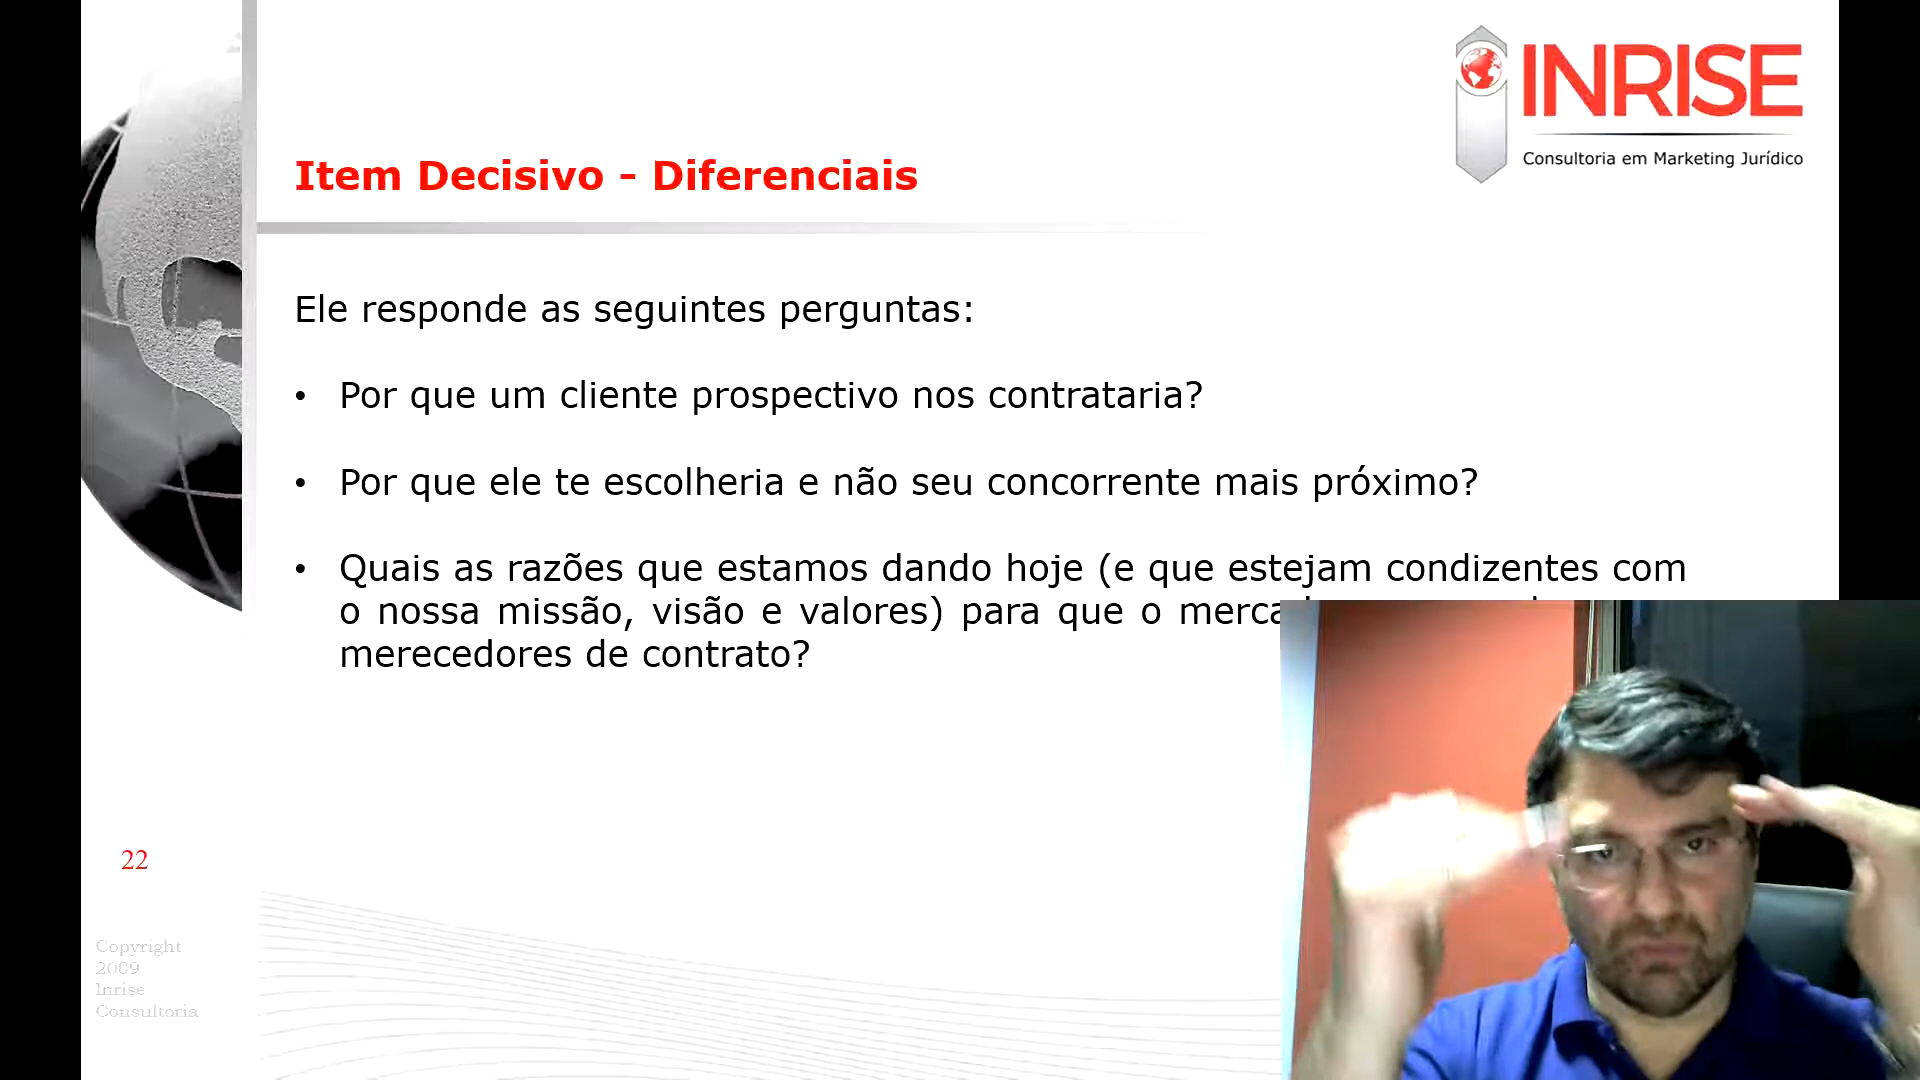 INRISE
Consultoria em Marketing Jurídico
Item Decisivo - Diferenciais
Ele responde as seguintes perguntas:
• Por que um cliente prospectivo nos contrataria?
• Por que ele te escolheria e não seu concorrente mais próximo?
• Quais as razões que estamos dando hoje (e que estejam condizentes com
o nossa missão, visão e valores) para que o
merecedores de contrato?
22
Copyright
2009
Inrise
Consultoria